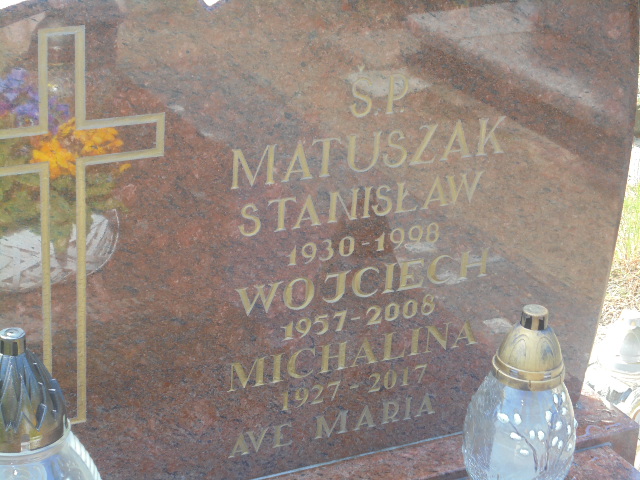 Ś.P.
MATUSZAK
STANISŁAW
1930-1998
WOJCIECH
1957-2008
MICHALINA
1927-2017
AVE MARIA